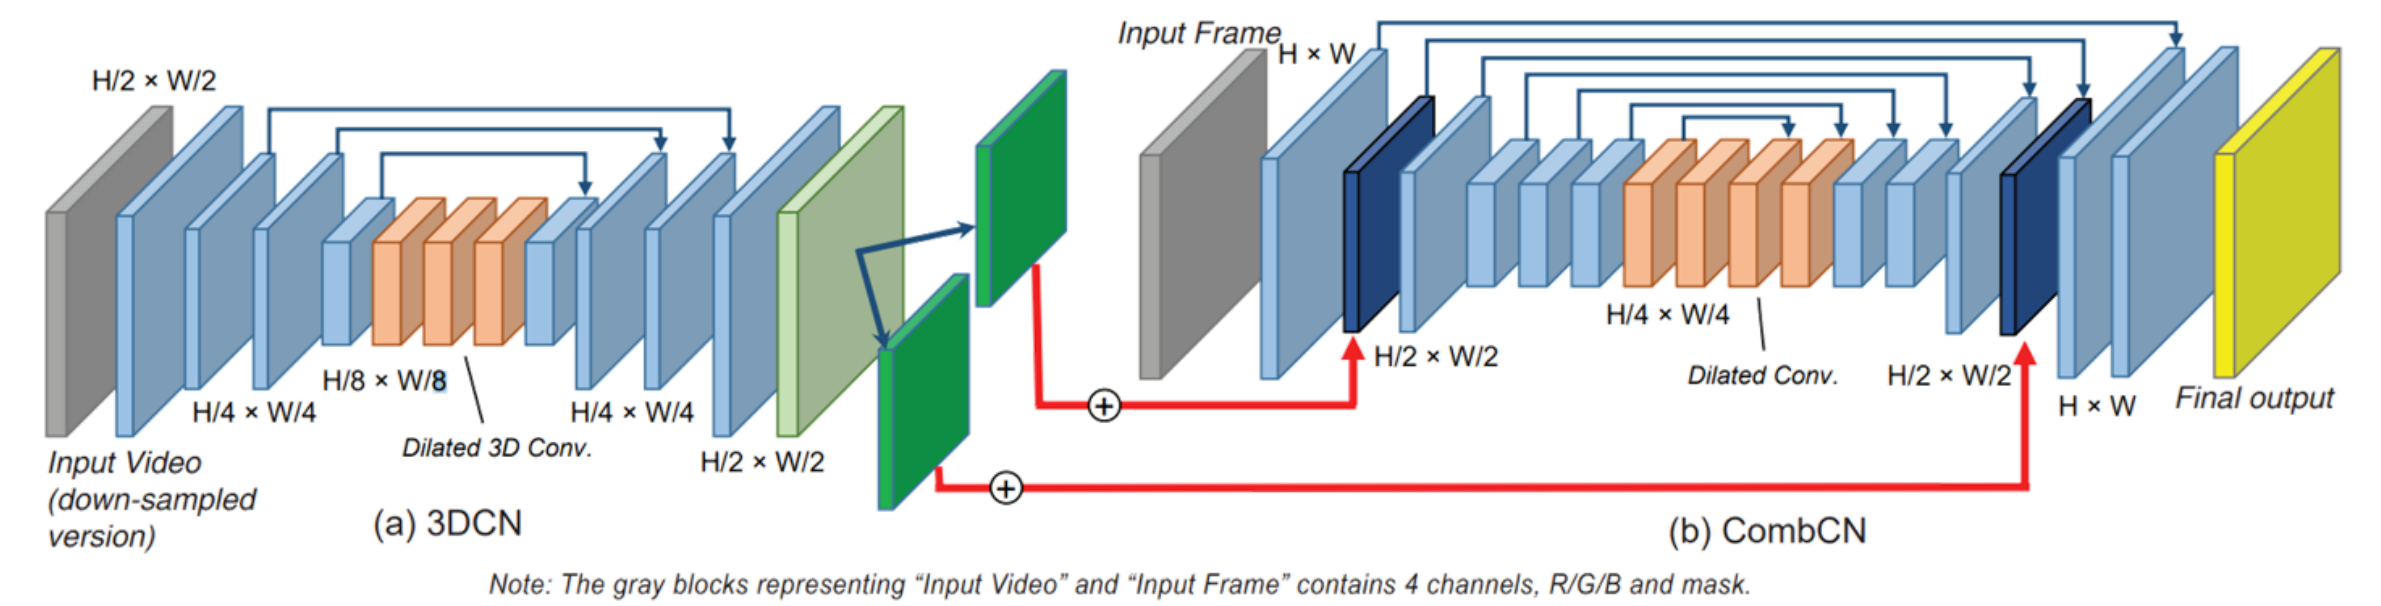 H/2 × W/2
H/4 × W/4
H/8 × W/8
Dilated 3D Conv.
H/4 × W/4
H/2 × W/2
Input Video
(down-sampled
version)
(a) 3DCN
Input Frame
H × W
H/2 × W/2
H/4 × W/4
Dilated Conv.
H/2 × W/2
H × W
Final output
(b) CombCN
+
+
Note: The gray blocks representing “Input Video” and “Input Frame” contains 4 channels, R/G/B and mask.